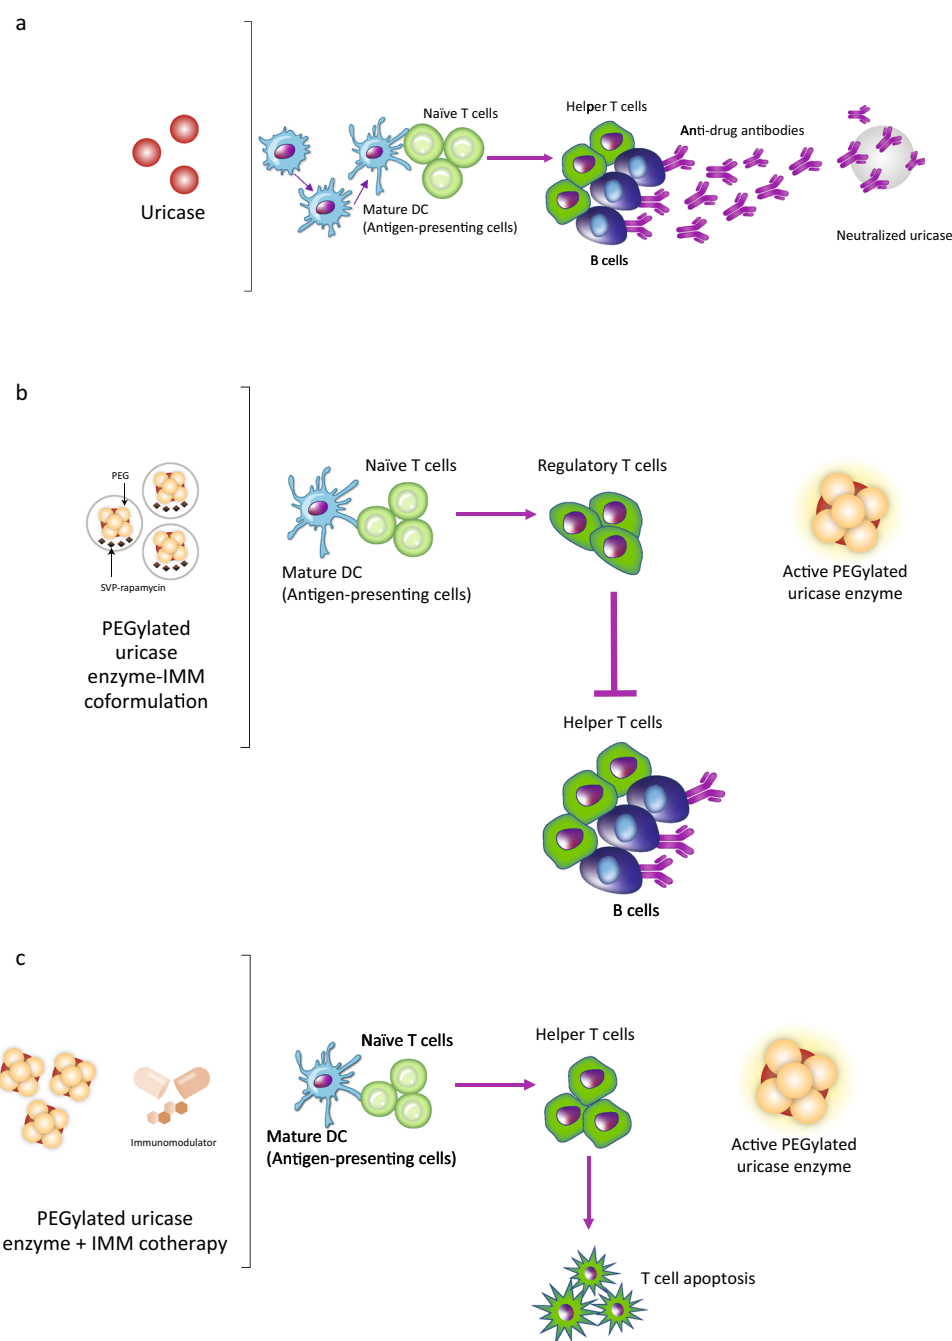 a
Naïve T cells
Helper T cells
Anti-drug antibodies
Uricase
Mature DC
(Antigen-presenting cells)
Neutralized uricase
B cells
b
PEG
SVP-rapamycin
PEGylated
uricase
enzyme-IMM
coformulation
Naïve T cells
Regulatory T cells
Mature DC
(Antigen-presenting cells)
Active PEGylated
uricase enzyme
Helper T cells
B cells
c
Naïve T cells
Helper T cells
Immunomodulator
Mature DC
(Antigen-presenting cells)
Active PEGylated
uricase enzyme
PEGylated uricase
enzyme + IMM cotherapy
T cell apoptosis